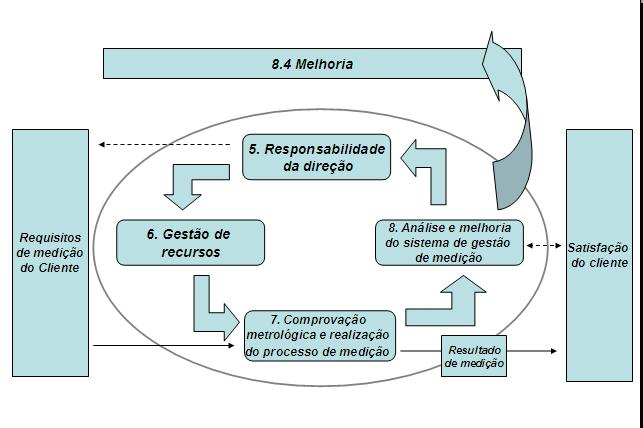 8.4 Melhoria
5. Responsabilidade
da direção
Requisitos
de medição
do Cliente
6. Gestão de
recursos
8. Análise e melhoria
do sistema de gestão
de medição
Satisfação
do cliente
7. Comprovação
metrológica e realização
do processo de medição
Resultado
de medição